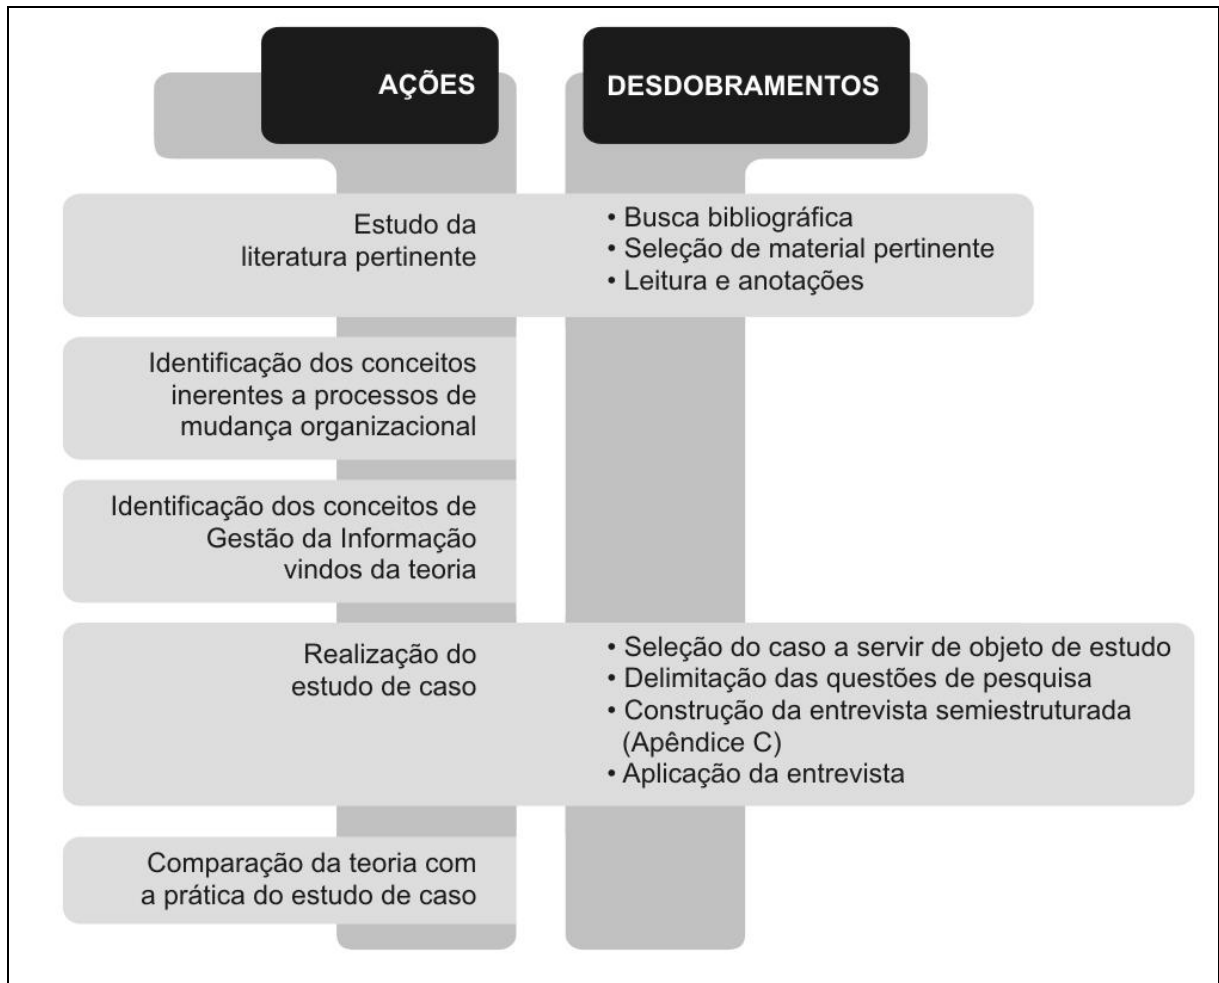 AÇÕES
DESDOBRAMENTOS
Estudo da
literatura pertinente
• Busca bibliográfica
• Seleção de material pertinente
• Leitura e anotações
Identificação dos conceitos
inerentes a processos de
mudança organizacional
Identificação dos conceitos de
Gestão da Informação
vindos da teoria
Realização do
estudo de caso
• Seleção do caso a servir de objeto de estudo
• Delimitação das questões de pesquisa
• Construção da entrevista semiestruturada
(Apêndice C)
• Aplicação da entrevista
Comparação da teoria com
a prática do estudo de caso